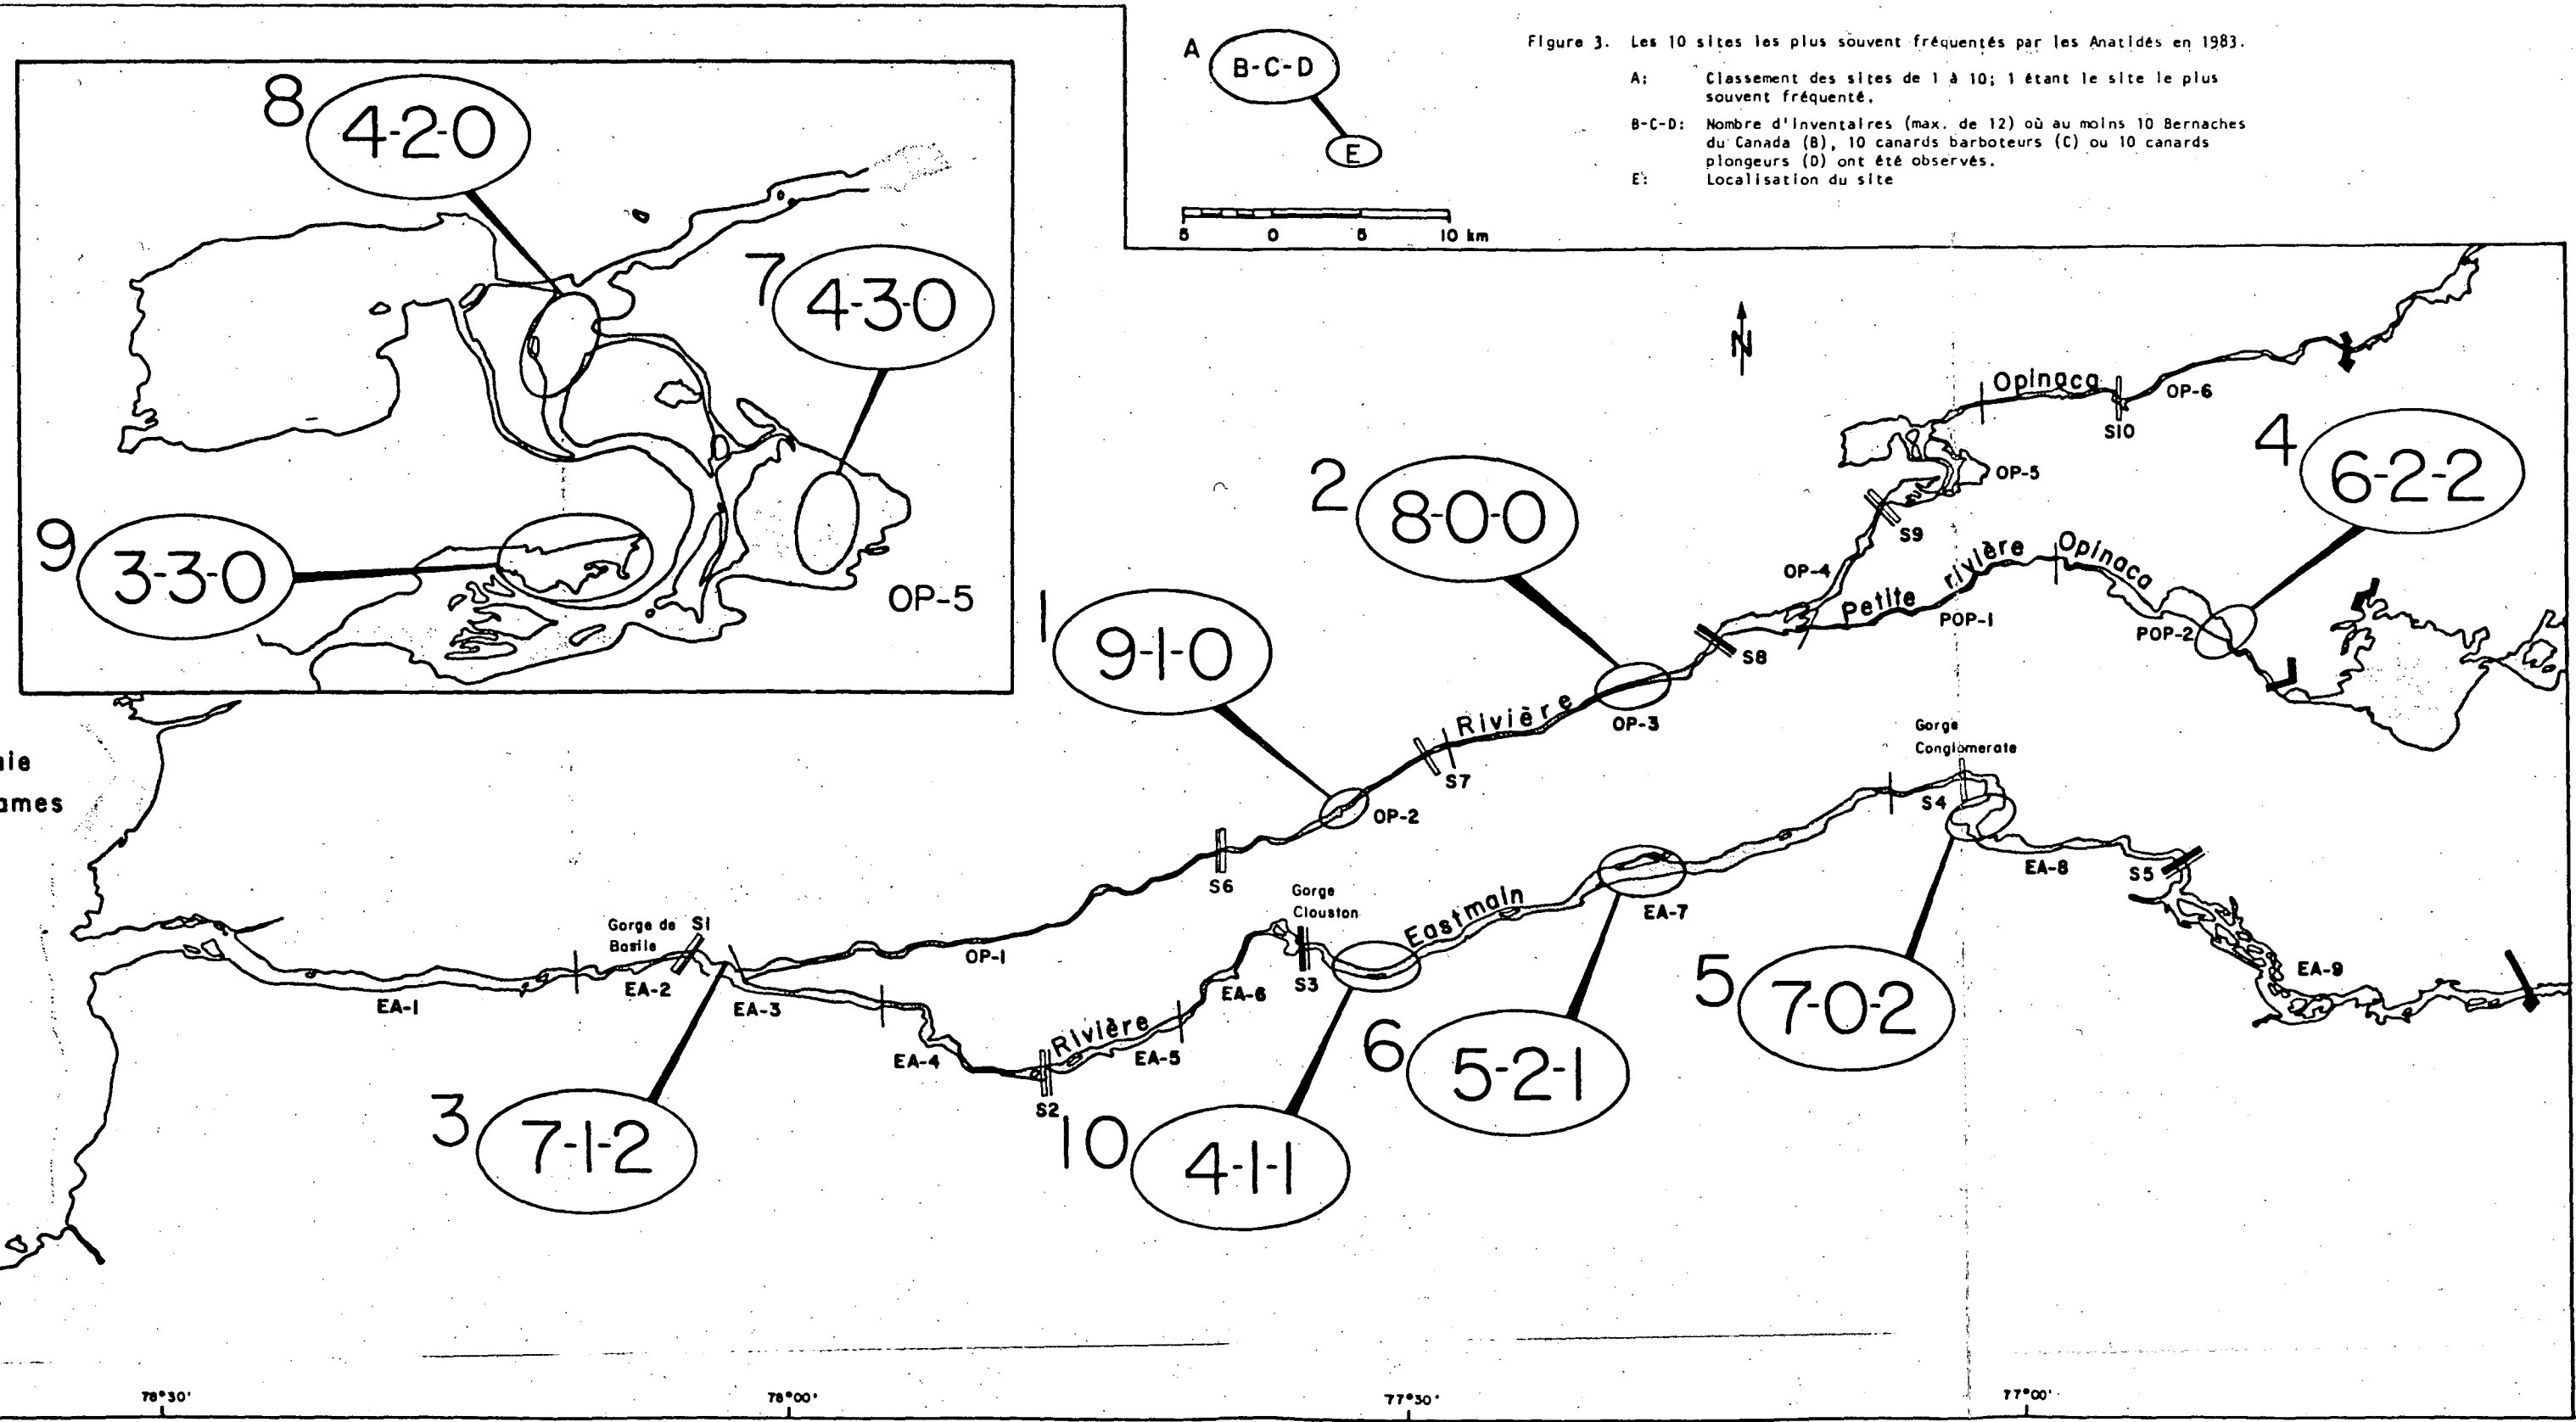 Figure 3. Les 10 sites les plus souvent fréquentés par les Anatidés en 1983.
A: Classement des sites de 1 à 10; 1 étant le site le plus
souvent fréquenté.
B-C-D: Nombre d'inventaires (max. de 12) où au moins 10 Bernaches
du Canada (B), 10 canards barboteurs (C) ou 10 canards
plongeurs (D) ont été observés.
E: Localisation du site
A
B-C-D
E
5 0 5 10 km
8
4-2-0
7
4-3-0
9
3-3-0
OP-5
N
Opinaca
OP-6
S10
4
6-2-2
OP-5
2
8-0-0
S9
OP-4
Petite rivière Opinaca
POP-1
POP-2
1
9-1-0
S8
Rivière
OP-3
S7
Gorge
Conglomerate
OP-2
S4
S6
EA-8
S5
Gorge
Clouston
Eastmain
EA-7
Gorge de
Basile
S1
OP-1
EA-9
EA-1
EA-2
EA-3
EA-6
S3
5
7-0-2
Rivière
EA-4
EA-5
6
5-2-1
S2
3
7-1-2
10
4-1-1
78°30'
78°00'
77°30'
77°00'